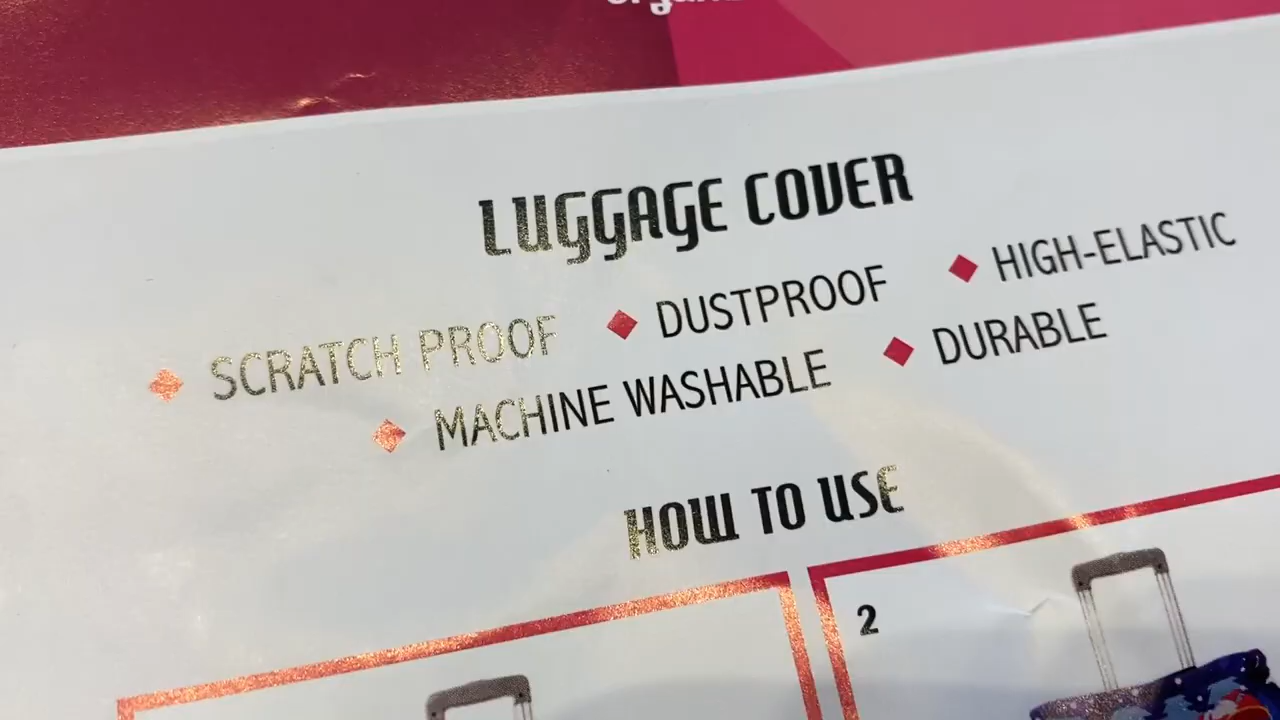 LUGGAGE COVER
SCRATCH PROOF DUSTPROOF HIGH-ELASTIC
MACHINE WASHABLE DURABLE
HOW TO USE
2